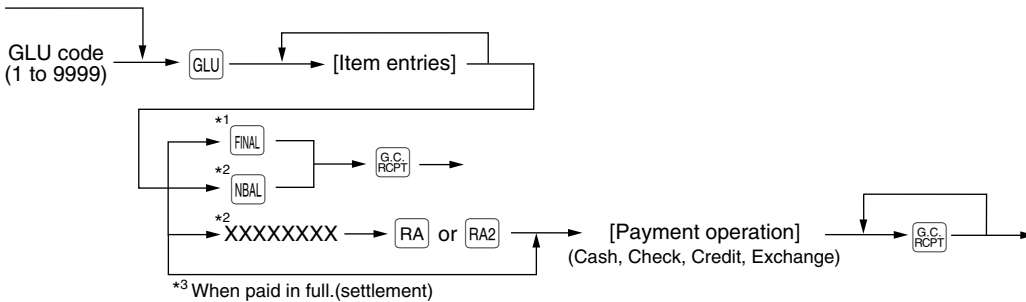 GLU code
(1 to 9999)
GLU
[Item entries]
*1
FINAL
G.C.
RCPT
*2
NBAL
*2
XXXXXXXX
RA or RA2
[Payment operation]
(Cash, Check, Credit, Exchange)
G.C.
RCPT
*3 When paid in full.(settlement)